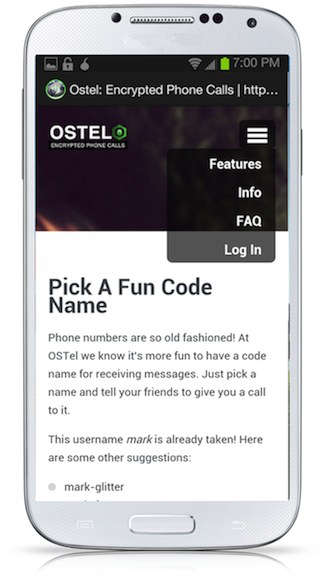 7:00 PM
Ostel: Encrypted Phone Calls | http...
OSTEL
ENCRYPTED PHONE CALLS
Features
Info
FAQ
Log In
Pick A Fun Code
Name
Phone numbers are so old fashioned! At
OSTel we know it's more fun to have a code
name for receiving messages. Just pick a
name and tell your friends to give you a call
to it.
This username mark is already taken! Here
are some other suggestions:
mark-glitter